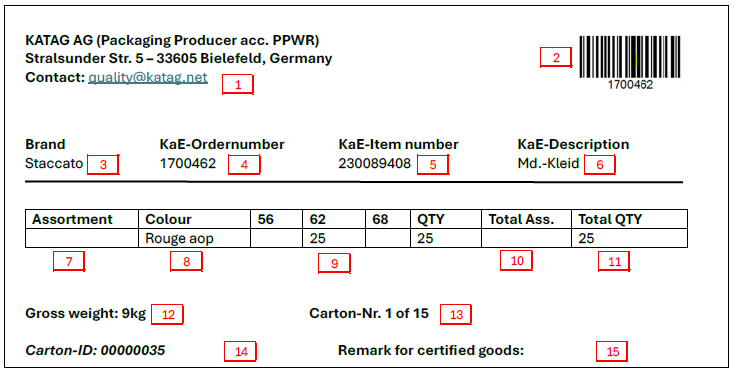 KATAG AG (Packaging Producer acc. PPWR)
Stralsunder Str. 5 – 33605 Bielefeld, Germany
Contact: quality@katag.net 1
2
1700462
Brand KaE-Ordernumber KaE-Item number KaE-Description
Staccato 3 1700462 4 230089408 5 Md.-Kleid 6
Assortment Colour 56 62 68 QTY Total Ass. Total QTY
Rouge aop 25 25 25
7 8 9 10 11
Gross weight: 9kg 12 Carton-Nr. 1 of 15 13
Carton-ID: 00000035 14 Remark for certified goods: 15